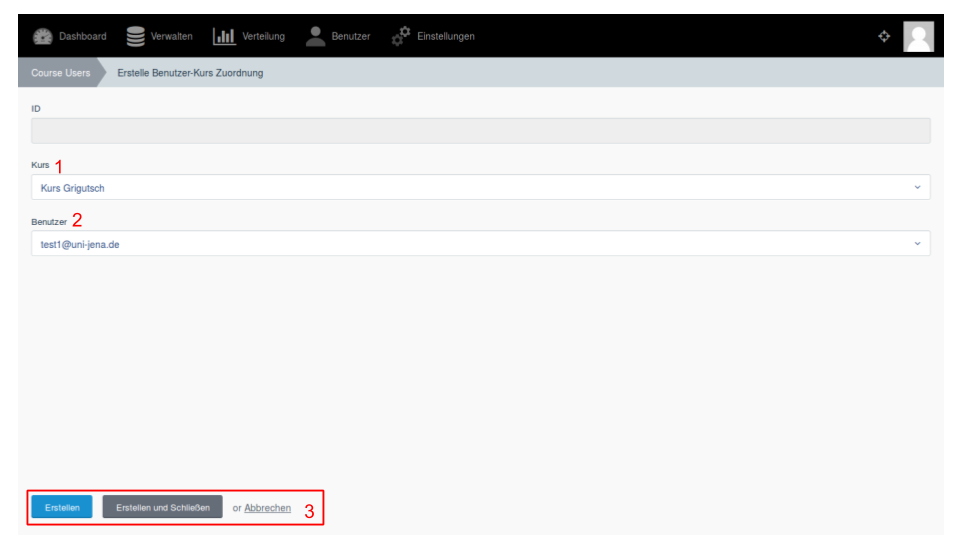 Dashboard Verwalten Verteilung Benutzer Einstellungen
Course Users Erstelle Benutzer-Kurs Zuordnung
ID
Kurs 1
Kurs Grigutsch
Benutzer 2
test1@uni-jena.de
Erstellen Erstellen und Schließen or Abbrechen 3